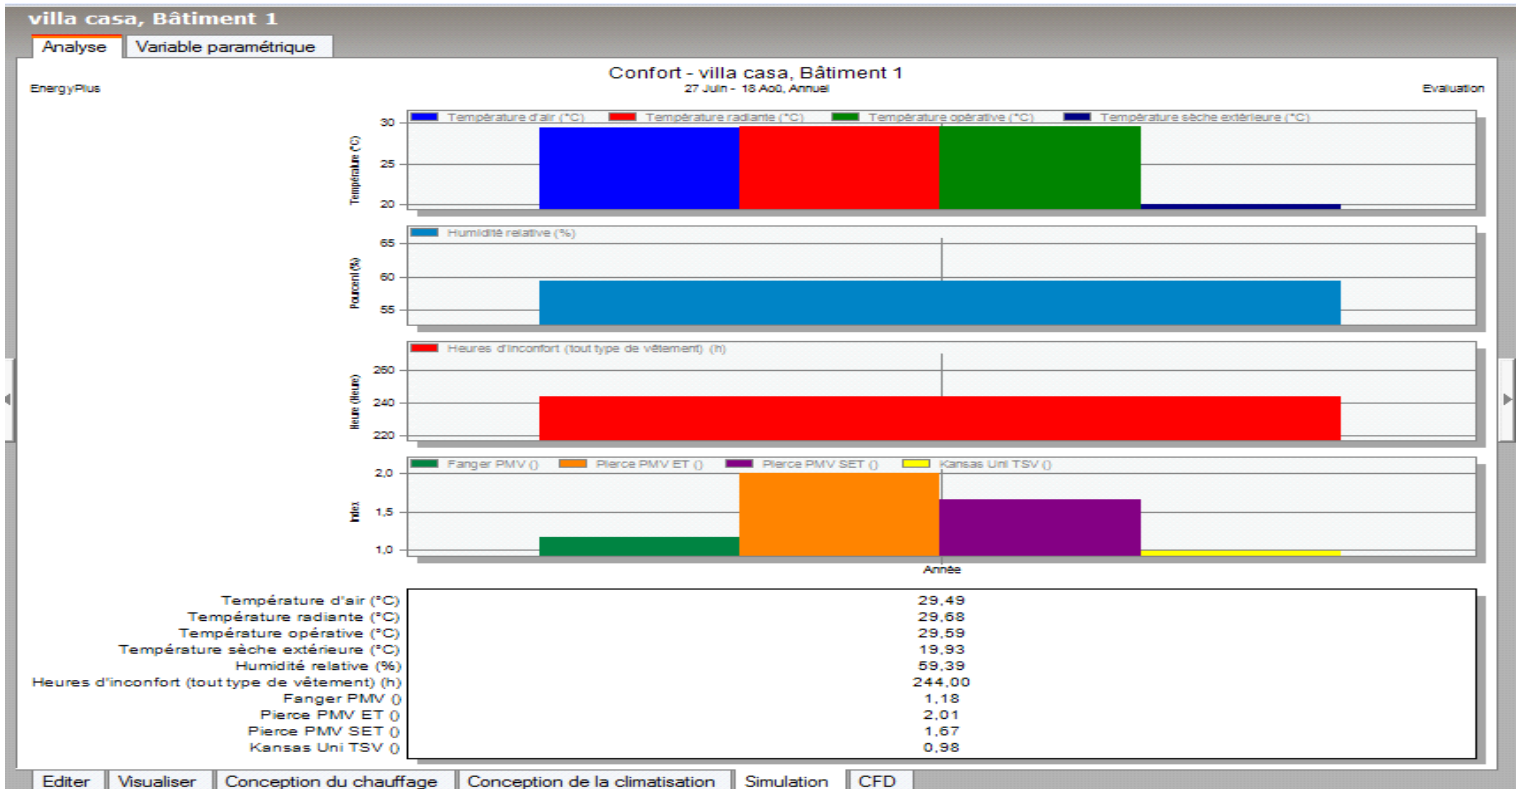 villa casa, Bâtiment 1
Analyse Variable paramétrique
Confort - villa casa, Bâtiment 1
EnergyPlus 27 Juin - 18 Aoû, Annuel Evaluation
Température d'air (°C) Température radiante (°C) Température opérative (°C) Température sèche extérieure (°C)
Température (°C)
30
25
20
Humidité relative (%)
Pourcent (%)
65
60
55
Heures d'inconfort (tout type de vêtement) (h)
Heure (Heure)
260
240
220
Fanger PMV () Pierce PMV ET () Pierce PMV SET () Kansas Uni TSV ()
Index
2,0
1,5
1,0
Année
Température d'air (°C) 29,49
Température radiante (°C) 29,68
Température opérative (°C) 29,59
Température sèche extérieure (°C) 19,93
Humidité relative (%) 59,39
Heures d'inconfort (tout type de vêtement) (h) 244,00
Fanger PMV () 1,18
Pierce PMV ET () 2,01
Pierce PMV SET () 1,67
Kansas Uni TSV () 0,98
Editer Visualiser Conception du chauffage Conception de la climatisation Simulation CFD